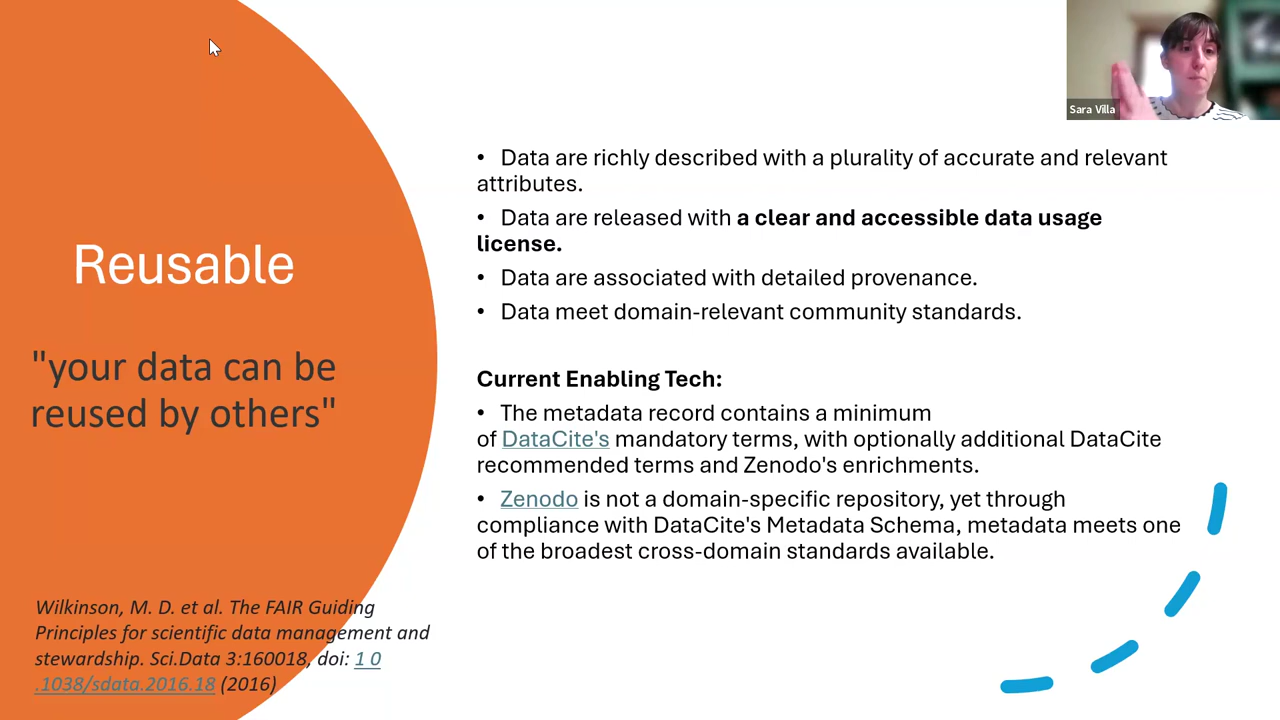 Sara Villa
Reusable
"your data can be
reused by others"
Wilkinson, M. D. et al. The FAIR Guiding
Principles for scientific data management and
stewardship. Sci.Data 3:160018, doi: 1 0
.1038/sdata.2016.18 (2016)
• Data are richly described with a plurality of accurate and relevant
attributes.
• Data are released with a clear and accessible data usage
license.
• Data are associated with detailed provenance.
• Data meet domain-relevant community standards.
Current Enabling Tech:
• The metadata record contains a minimum
of DataCite's mandatory terms, with optionally additional DataCite
recommended terms and Zenodo's enrichments.
• Zenodo is not a domain-specific repository, yet through
compliance with DataCite's Metadata Schema, metadata meets one
of the broadest cross-domain standards available.